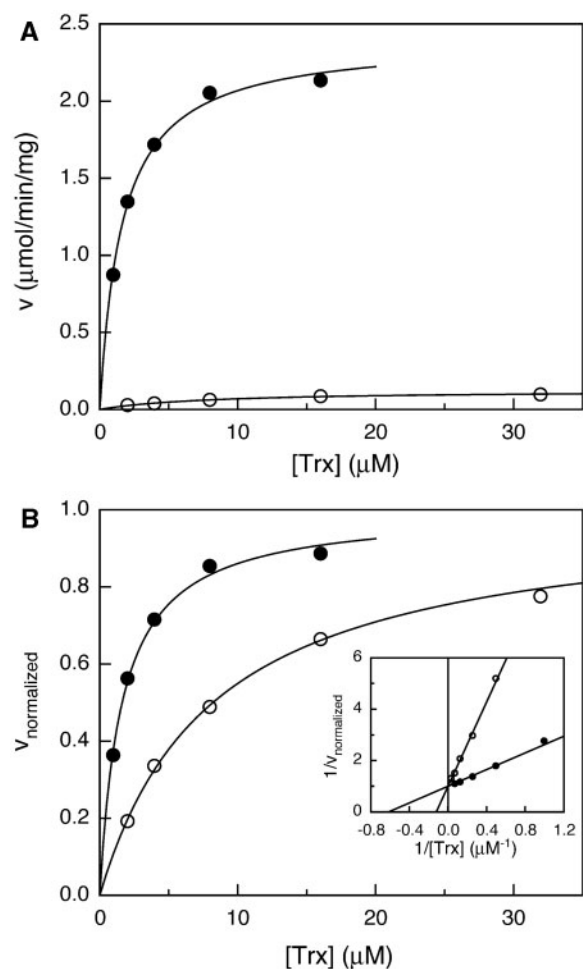 A
2.5
2.0
1.5
1.0
0.5
0.0
v (μmol/min/mg)
0 10 20 30
[Trx] (μM)
B
1.0
0.8
0.6
0.4
0.2
0.0
v normalized
0 10 20 30
[Trx] (μM)
6
4
2
0
1/v normalized
-0.8 -0.4 0.0 0.4 0.8 1.2
1/[Trx] (μM⁻¹)